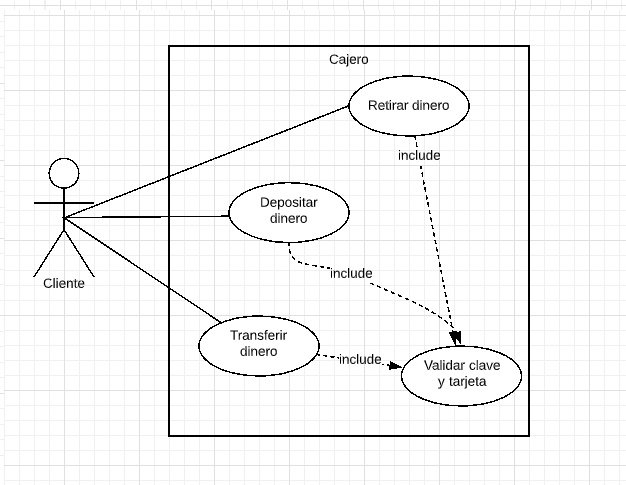 Cajero
Retirar dinero
include
Depositar
dinero
include
Cliente
Transferir
dinero
include
Validar clave
y tarjeta